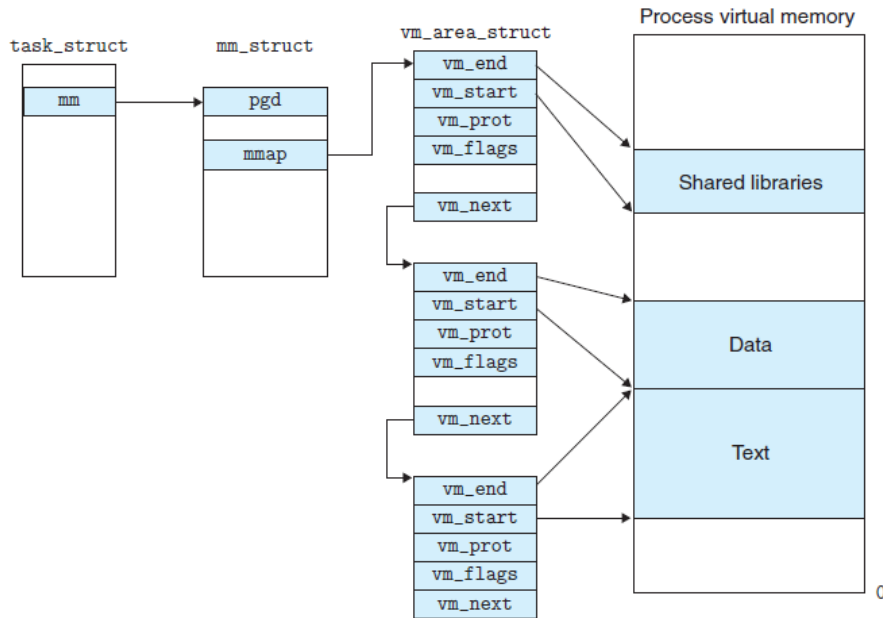 task_struct
mm
mm_struct
pgd
mmap
vm_area_struct
vm_end
vm_start
vm_prot
vm_flags
vm_next
vm_end
vm_start
vm_prot
vm_flags
vm_next
vm_end
vm_start
vm_prot
vm_flags
vm_next
Process virtual memory
Shared libraries
Data
Text
0